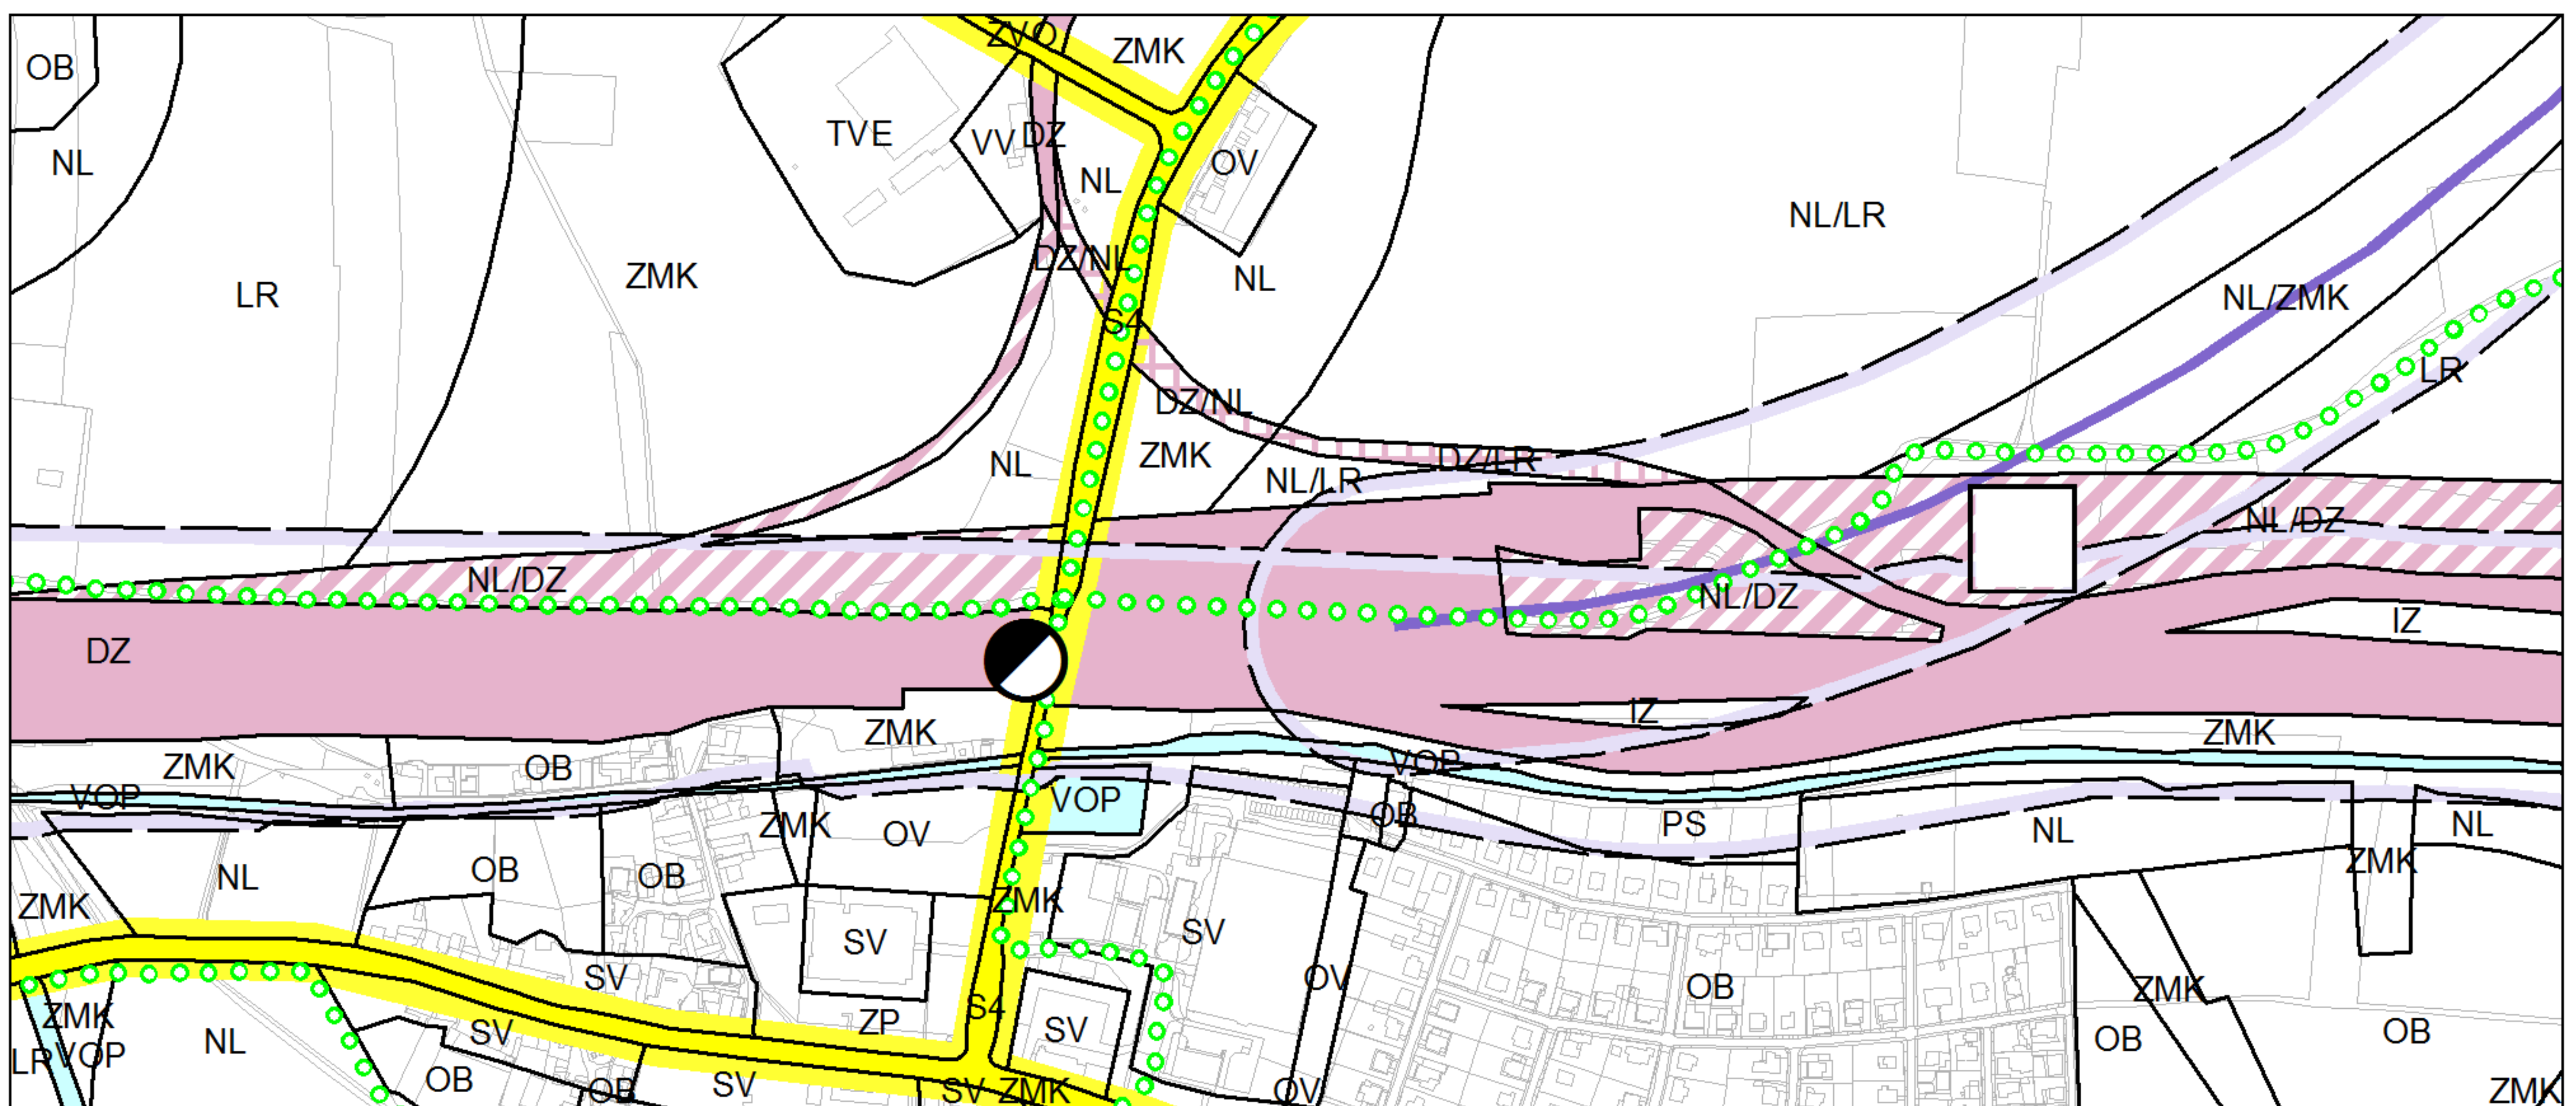 ZVO
ZMK
OB
TVE
VV
DZ
NL
OV
NL
NL/LR
DZ/NL
ZMK
NL
LR
NL/ZMK
S4
LR
DZ/NL
NL
ZMK
DZ/LR
NL/LR
NL/DZ
NL/DZ
NL/DZ
IZ
DZ
IZ
ZMK
ZMK
ZMK
OB
VOP
VOP
VOP
OB
ZMK
OV
PS
NL
NL
ZMK
NL
OB
OB
ZMK
ZMK
SV
SV
SV
OV
OB
ZMK
S4
ZMK
NL
SV
ZP
SV
OB
OB
LR
VOP
OB
OB
SV
SV
ZMK
OV
ZMK